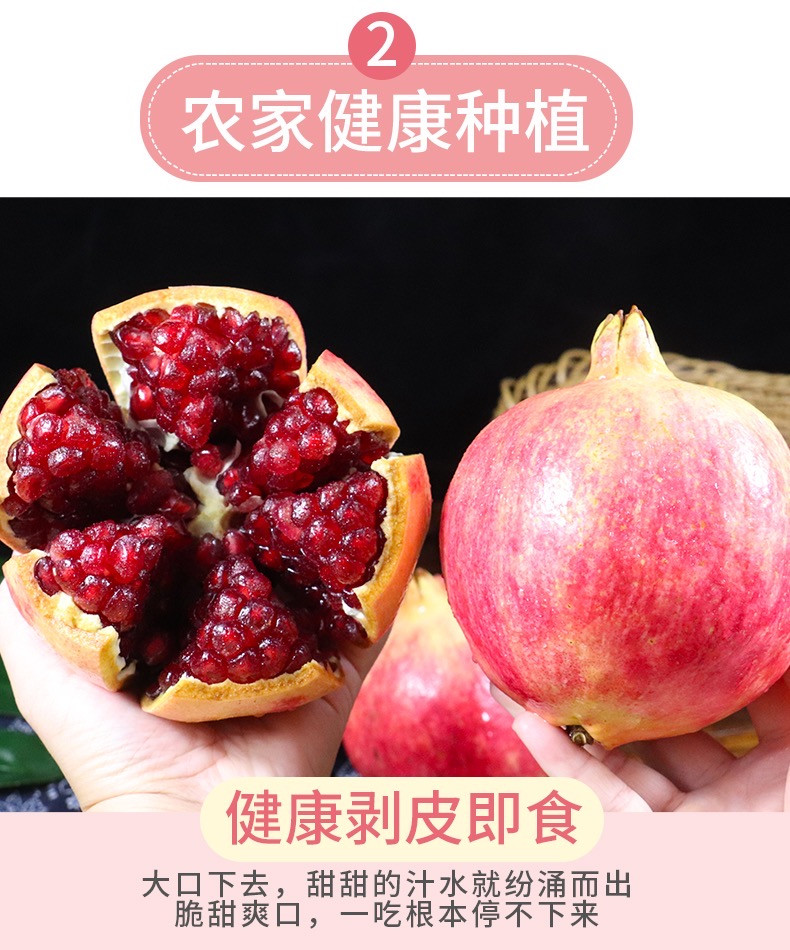 2
农家健康种植
健康剥皮即食
大口下去，甜甜的汁水就纷涌而出
脆甜爽口，一吃根本停不下来